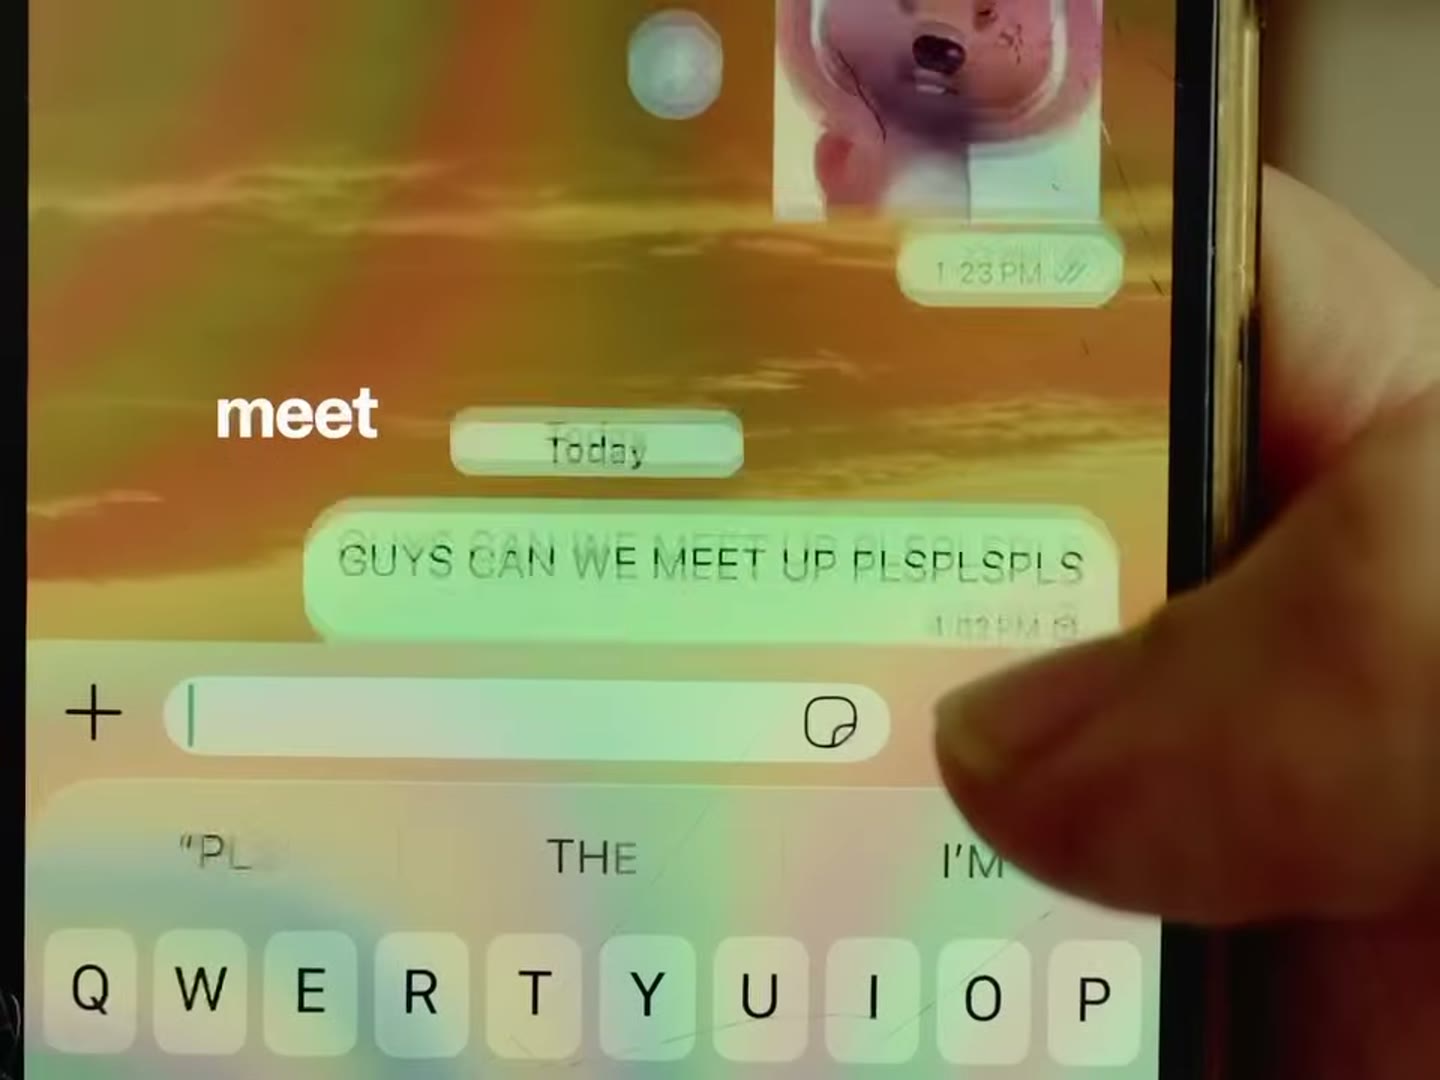 1:23 PM
meet
Today
GUYS CAN WE MEET UP PLSPLSPLS
THE
I'M
Q W E R T Y U I O P